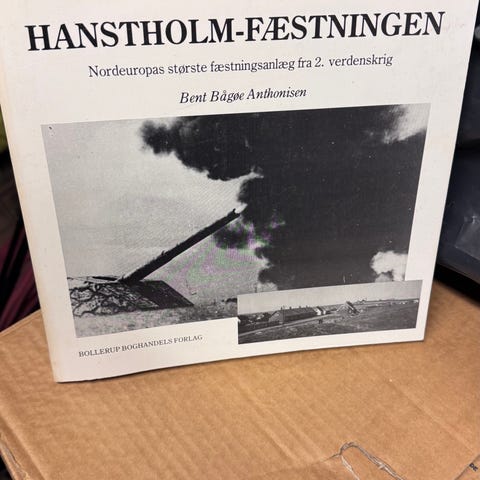 HANSTHOLM-FÆSTNINGEN
Nordeuropas største fæstningsanlæg fra 2. verdenskrig
Bent Bågøe Anthonisen
BOLLERUP BOGHANDELS FORLAG